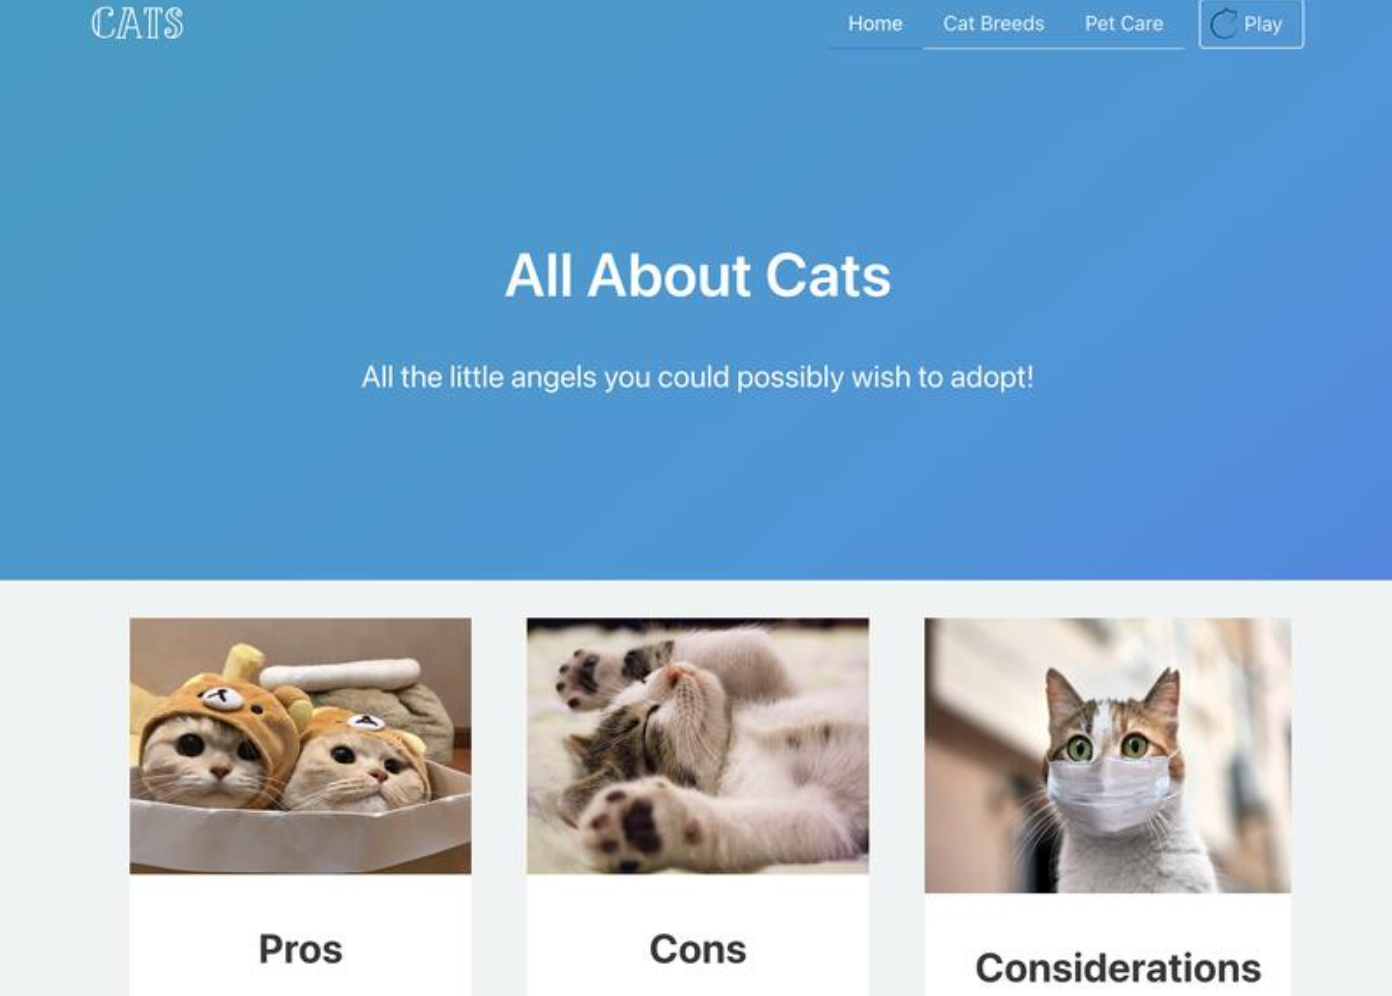 CATS
Home Cat Breeds Pet Care Play
All About Cats
All the little angels you could possibly wish to adopt!
Pros
Cons
Considerations